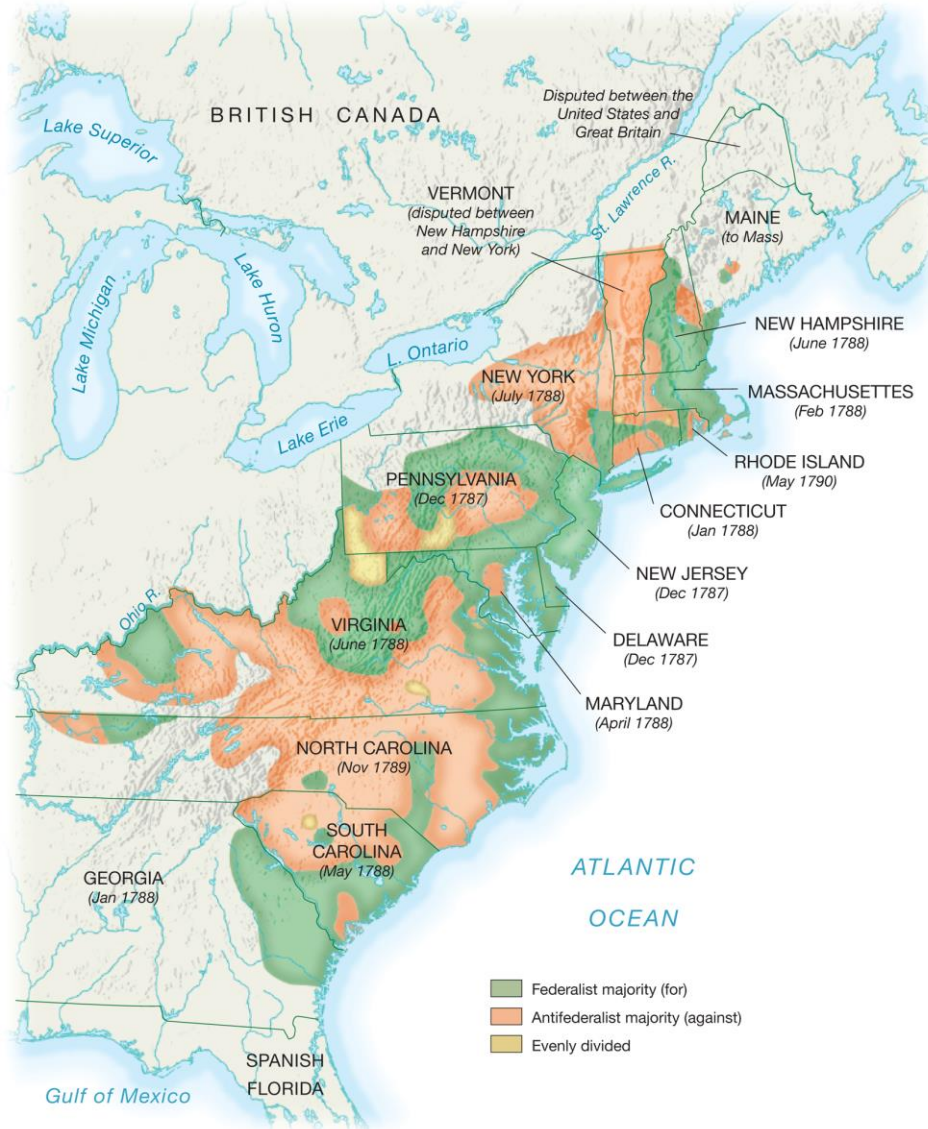 BRITISH CANADA
Lake Superior
Lake Michigan
Lake Huron
L. Ontario
Lake Erie
Disputed between the
United States and
Great Britain
St. Lawrence R.
VERMONT
(disputed between
New Hampshire
and New York)
MAINE
(to Mass)
NEW HAMPSHIRE
(June 1788)
NEW YORK
(July 1788)
MASSACHUSETTES
(Feb 1788)
RHODE ISLAND
(May 1790)
CONNECTICUT
(Jan 1788)
PENNSYLVANIA
(Dec 1787)
NEW JERSEY
(Dec 1787)
DELAWARE
(Dec 1787)
MARYLAND
(April 1788)
Ohio R.
VIRGINIA
(June 1788)
NORTH CAROLINA
(Nov 1789)
SOUTH
CAROLINA
(May 1788)
GEORGIA
(Jan 1788)
ATLANTIC
OCEAN
Federalist majority (for)
Antifederalist majority (against)
Evenly divided
SPANISH
FLORIDA
Gulf of Mexico